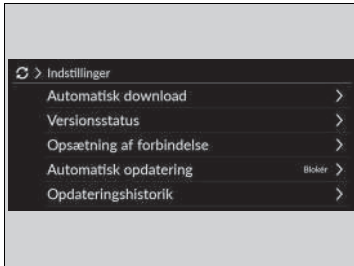 > Indstillinger
Automatisk download >
Versionsstatus >
Opsætning af forbindelse >
Automatisk opdatering Blokér >
Opdateringshistorik >